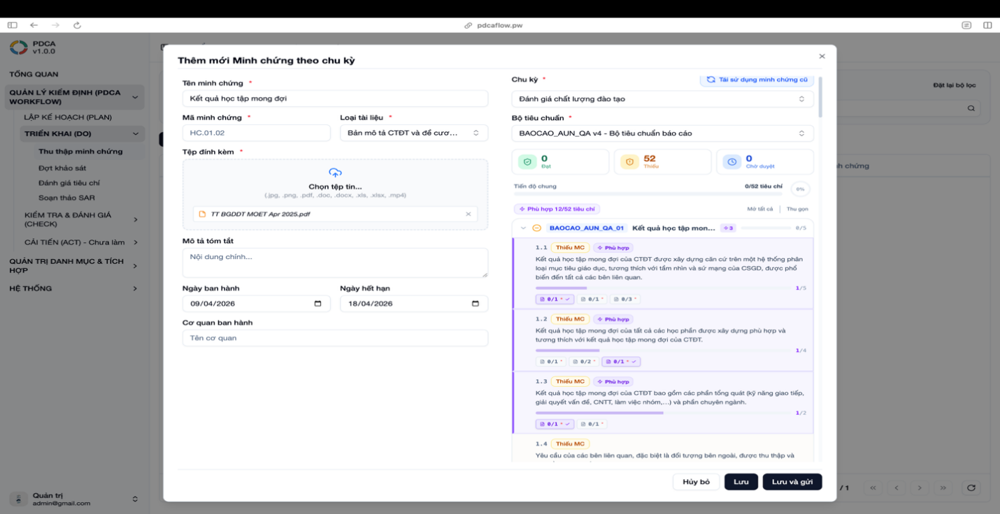 pdcaflow.pw
PDCA
v1.0.0
TỔNG QUAN
QUẢN LÝ KIỂM ĐỊNH (PDCA
WORKFLOW)
LẬP KẾ HOẠCH (PLAN)
TRIỂN KHAI (DO)
Thu thập minh chứng
Đợt khảo sát
Đánh giá tiêu chí
Soạn thảo SAR
KIỂM TRA & ĐÁNH GIÁ
(CHECK)
CẢI TIẾN (ACT) - Chưa làm
QUẢN TRỊ DANH MỤC & TÍCH
HỢP
HỆ THỐNG
Quản trị
admin@gmail.com
Thêm mới Minh chứng theo chu kỳ
Tên minh chứng *
Kết quả học tập mong đợi
Mã minh chứng *
HC.01.02
Loại tài liệu *
Bản mô tả CTĐT và đề cươ...
Tệp đính kèm *
Chọn tệp tin...
(.jpg, .png, .pdf, .doc, .docx, .xls, .xlsx, .mp4)
TT BGDDT MOET Apr 2025.pdf
Mô tả tóm tắt
Nội dung chính...
Ngày ban hành
09/04/2026
Ngày hết hạn
18/04/2026
Cơ quan ban hành
Tên cơ quan
Chu kỳ *
Tái sử dụng minh chứng cũ
Đánh giá chất lượng đào tạo
Bộ tiêu chuẩn *
BAOCAO_AUN_QA v4 - Bộ tiêu chuẩn báo cáo
0
Đạt
52
Thiếu
0
Chờ duyệt
Tiến độ chung
0/52 tiêu chí
0%
Phù hợp 12/52 tiêu chí
Mở tất cả
Thu gọn
BAOCAO_AUN_QA_01 Kết quả học tập mon... 3 0/5
1.1 Thiếu MC Phù hợp
Kết quả học tập mong đợi của CTĐT được xây dựng căn cứ trên một hệ thống phân
loại mục tiêu giáo dục, tương thích với tầm nhìn và sứ mạng của CSGD, được phổ
biến đến tất cả các bên liên quan.
1/5
0/1 * 0/1 * 0/3 *
1.2 Thiếu MC Phù hợp
Kết quả học tập mong đợi của tất cả các học phần được xây dựng phù hợp và
tương thích với kết quả học tập mong đợi của CTĐT.
1/4
0/1 * 0/2 * 0/1 *
1.3 Thiếu MC Phù hợp
Kết quả học tập mong đợi của CTĐT bao gồm các phần tổng quát (kỹ năng giao tiếp,
giải quyết vấn đề, CNTT, làm việc nhóm,...) và phần chuyên ngành.
1/2
0/1 * 0/1 *
1.4 Thiếu MC
Yêu cầu của các bên liên quan, đặc biệt là đối tượng bên ngoài, được thu thập và
Hủy bỏ
Lưu
Lưu và gửi
Đặt lại bộ lọc
h chứng
/ 1